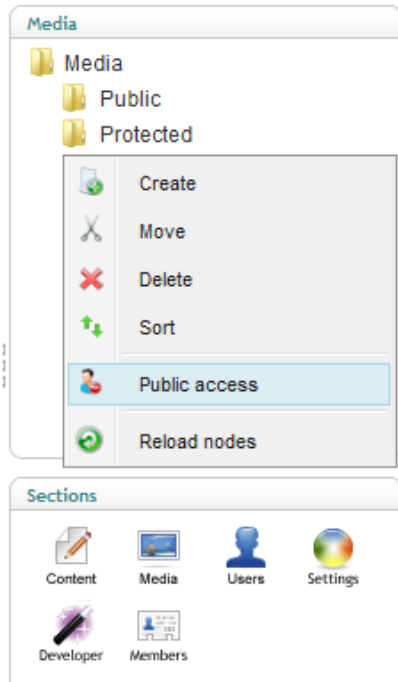 Media
Media
Public
Protected
Create
Move
Delete
Sort
Public access
Reload nodes
Sections
Content Media Users Settings
Developer Members